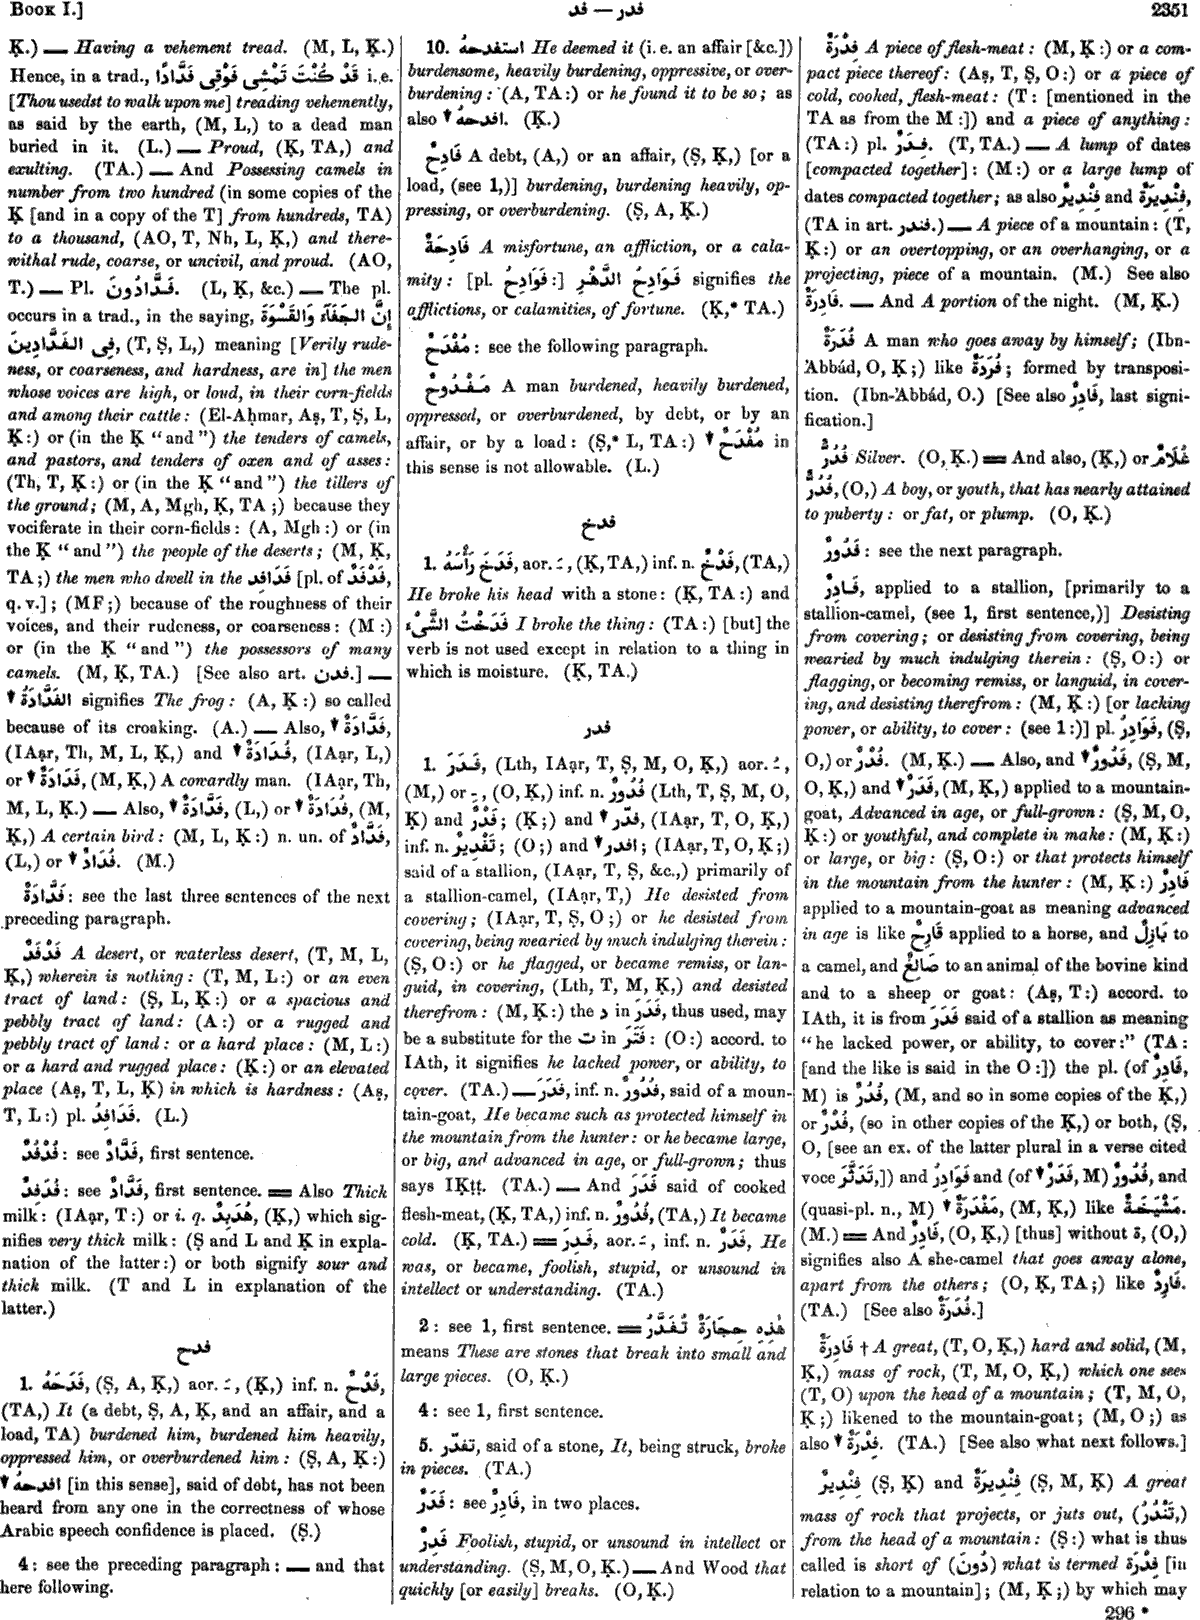 BOOK I.]
فدر — فد
2351
Ḳ.) — Having a vehement tread. (M, L, Ḳ.)
Hence, in a trad., قَدْ كُنْتَ تَمْشِى فَوْقِى فَدَّادًا i.e.
[Thou usedst to walk upon me] treading vehemently,
as said by the earth, (M, L,) to a dead man
buried in it. (L.) — Proud, (Ḳ, TA,) and
exulting. (TA.) — And Possessing camels in
number from two hundred (in some copies of the
Ḳ [and in a copy of the T] from hundreds, TA)
to a thousand, (AO, T, Nh, L, Ḳ,) and there-
withal rude, coarse, or uncivil, and proud. (AO,
T.) — Pl. فَدَّادُونَ. (L, Ḳ, &c.) — The pl.
occurs in a trad., in the saying, إِنَّ الجَفَآءَ وَالقَسْوَةَ
فِى الفَدَّادِينَ, (T, Ṣ, L,) meaning [Verily rude-
ness, or coarseness, and hardness, are in] the men
whose voices are high, or loud, in their corn-fields
and among their cattle: (El-Aḥmar, Aṣ, T, Ṣ, L,
Ḳ:) or (in the Ḳ “and”) the tenders of camels,
and pastors, and tenders of oxen and of asses:
(Th, T, Ḳ:) or (in the Ḳ “and”) the tillers of
the ground; (M, A, Mgh, Ḳ, TA;) because they
vociferate in their corn-fields: (A, Mgh:) or (in
the Ḳ “and”) the people of the deserts; (M, Ḳ,
TA;) the men who dwell in the فَدَافِد [pl. of فَدْفَدٌ,
q. v.]; (MF;) because of the roughness of their
voices, and their rudeness, or coarseness: (M:)
or (in the Ḳ “and”) the possessors of many
camels. (M, Ḳ, TA.) [See also art. فدن.] —
▼ الفَدَّادَةُ signifies The frog: (A, Ḳ:) so called
because of its croaking. (A.) — Also, ▼ فَدَّادَةٌ,
(IAạr, Th, M, L, Ḳ,) and ▼ فُدَادَةٌ, (IAạr, L,)
or ▼ فَدَادَةٌ, (M, Ḳ,) A cowardly man. (IAạr, Th,
M, L, Ḳ.) — Also, ▼ فَدَّادَةٌ, (L,) or ▼ فُدَادَةٌ, (M,
Ḳ,) A certain bird: (M, L, Ḳ:) n. un. of فَدَّادٌ,
(L,) or ▼ فُدَادٌ. (M.)
فَدَّادَةٌ: see the last three sentences of the next
preceding paragraph.
فَدْفَدٌ A desert, or waterless desert, (T, M, L,
Ḳ,) wherein is nothing: (T, M, L:) or an even
tract of land: (Ṣ, L, Ḳ:) or a spacious and
pebbly tract of land: (A:) or a rugged and
pebbly tract of land: or a hard place: (M, L:)
or a hard and rugged place: (Ḳ:) or an elevated
place (Aṣ, T, L, Ḳ) in which is hardness: (Aṣ,
T, L:) pl. فَدَافِدُ. (L.)
فُدْفُدٌ: see فَدَّادٌ, first sentence.
فُدَفِدٌ: see فَدَّادٌ, first sentence. = Also Thick
milk: (IAạr, T:) or i. q. هُدَبِدٌ, (Ḳ,) which sig-
nifies very thick milk: (Ṣ and L and Ḳ in expla-
nation of the latter:) or both signify sour and
thick milk. (T and L in explanation of the
latter.)
فدح
1. فَدَحَهُ, (Ṣ, A, Ḳ,) aor. ـَ, (Ḳ,) inf. n. فَدْحٌ,
(TA,) It (a debt, Ṣ, A, Ḳ, and an affair, and a
load, TA) burdened him, burdened him heavily,
oppressed him, or overburdened him: (Ṣ, A, Ḳ:)
▼ افدحهُ [in this sense], said of debt, has not been
heard from any one in the correctness of whose
Arabic speech confidence is placed. (Ṣ.)
4: see the preceding paragraph: — and that
here following.
10. استفدحهُ He deemed it (i. e. an affair [&c.])
burdensome, heavily burdening, oppressive, or over-
burdening: (A, TA:) or he found it to be so; as
also ▼ افدحهُ. (Ḳ.)
فَادِحٌ A debt, (A,) or an affair, (Ṣ, Ḳ,) [or a
load, (see 1,)] burdening, burdening heavily, op-
pressing, or overburdening. (Ṣ, A, Ḳ.)
فَادِحَةٌ A misfortune, an affliction, or a cala-
mity: [pl. فَوَادِحُ:] فَوَادِحُ الدَّهْرِ signifies the
afflictions, or calamities, of fortune. (Ḳ,* TA.)
مُفْدَحٌ: see the following paragraph.
مَفْدُوحٌ A man burdened, heavily burdened,
oppressed, or overburdened, by debt, or by an
affair, or by a load: (Ṣ,* L, TA:) ▼ مُفْدَحٌ in
this sense is not allowable. (L.)
فدخ
1. فَدَخَ رَأْسَهُ, aor. ـَ, (Ḳ, TA,) inf. n. فَدْخٌ, (TA,)
He broke his head with a stone: (Ḳ, TA:) and
فَدَخْتُ الشَّىْءَ I broke the thing: (TA:) [but] the
verb is not used except in relation to a thing in
which is moisture. (Ḳ, TA.)
فدر
1. فَدَرَ, (Lth, IAạr, T, Ṣ, M, O, Ḳ,) aor. ـُ,
(M,) or ـِ, (O, Ḳ,) inf. n. فُدُورٌ (Lth, T, Ṣ, M, O,
Ḳ) and فَدْرٌ; (Ḳ;) and ▼ فدّر, (IAạr, T, O, Ḳ,)
inf. n. تَفْدِيرٌ; (O;) and ▼ افدر; (IAạr, T, O, Ḳ;)
said of a stallion, (IAạr, T, Ṣ, &c.,) primarily of
a stallion-camel, (IAạr, T,) He desisted from
covering; (IAạr, T, Ṣ, O;) or he desisted from
covering, being wearied by much indulging therein:
(Ṣ, O:) or he flagged, or became remiss, or lan-
guid, in covering, (Lth, T, M, Ḳ,) and desisted
therefrom: (M, Ḳ:) the د in فَدَرَ, thus used, may
be a substitute for the ت in فَتَرَ: (O:) accord. to
IAth, it signifies he lacked power, or ability, to
cover. (TA.) — فَدَرَ, inf. n. فُدُورٌ, said of a moun-
tain-goat, He became such as protected himself in
the mountain from the hunter: or he became large,
or big, and advanced in age, or full-grown; thus
says IḲṭṭ. (TA.) — And فَدَرَ said of cooked
flesh-meat, (Ḳ, TA,) inf. n. فُدُورٌ, (TA,) It became
cold. (Ḳ, TA.) = فَدِرَ, aor. ـَ, inf. n. فَدَرٌ, He
was, or became, foolish, stupid, or unsound in
intellect or understanding. (TA.)
2: see 1, first sentence. = هٰذِهِ حِجَارَةٌ تُفَدَّرُ
means These are stones that break into small and
large pieces. (O, Ḳ.)
4: see 1, first sentence.
5. تفدّر, said of a stone, It, being struck, broke
in pieces. (TA.)
فَدَرٌ: see فَادِرٌ, in two places.
فَدِرٌ Foolish, stupid, or unsound in intellect or
understanding. (Ṣ, M, O, Ḳ.) — And Wood that
quickly [or easily] breaks. (O, Ḳ.)
فِدْرَةٌ A piece of flesh-meat: (M, Ḳ:) or a com-
pact piece thereof: (Aṣ, T, Ṣ, O:) or a piece of
cold, cooked, flesh-meat: (T: [mentioned in the
TA as from the M:]) and a piece of anything:
(TA:) pl. فِدَرٌ. (T, TA.) — A lump of dates
[compacted together]: (M:) or a large lump of
dates compacted together; as also فِنْدِيرٌ and فِنْدِيرَةٌ,
(TA in art. فندر.) — A piece of a mountain: (T,
Ḳ:) or an overtopping, or an overhanging, or a
projecting, piece of a mountain. (M.) See also
فَادِرَةٌ. — And A portion of the night. (M, Ḳ.)
فُدَرَةٌ A man who goes away by himself; (Ibn-
'Abbád, O, Ḳ;) like فُرَدَةٌ; formed by transposi-
tion. (Ibn-'Abbád, O.) [See also فَادِرٌ, last signi-
fication.]
فُدُرٌّ Silver. (O, Ḳ.) = And also, (Ḳ,) or غُلَامٌ
فُدُرٌّ, (O,) A boy, or youth, that has nearly attained
to puberty: or fat, or plump. (O, Ḳ.)
فَدُورٌ: see the next paragraph.
فَادِرٌ, applied to a stallion, [primarily to a
stallion-camel, (see 1, first sentence,)] Desisting
from covering; or desisting from covering, being
wearied by much indulging therein: (Ṣ, O:) or
flagging, or becoming remiss, or languid, in cover-
ing, and desisting therefrom: (M, Ḳ:) [or lacking
power, or ability, to cover: (see 1:)] pl. فَوَادِرُ, (Ṣ,
O,) or فُدْرٌ. (M, Ḳ.) — Also, and ▼ فَدُورٌ, (Ṣ, M,
O, Ḳ,) and ▼ فَدَرٌ, (M, Ḳ,) applied to a mountain-
goat, Advanced in age, or full-grown: (Ṣ, M, O,
Ḳ:) or youthful, and complete in make: (M, Ḳ:)
or large, or big: (Ṣ, O:) or that protects himself
in the mountain from the hunter: (M, Ḳ:) فَادِرٌ
applied to a mountain-goat as meaning advanced
in age is like قَارِحٌ applied to a horse, and بَازِلٌ to
a camel, and صَالِغٌ to an animal of the bovine kind
and to a sheep or goat: (Aṣ, T:) accord. to
IAth, it is from فَدَرَ said of a stallion as meaning
“he lacked power, or ability, to cover:” (TA:
[and the like is said in the O:]) the pl. (of فَادِرٌ,
M) is فُدُرٌ, (M, and so in some copies of the Ḳ,)
or فُدْرٌ, (so in other copies of the Ḳ,) or both, (Ṣ,
O, [see an ex. of the latter plural in a verse cited
voce تَدَثَّرَ,]) and فَوَادِرُ and (of ▼ فَدَرٌ, M) فُدُورٌ, and
(quasi-pl. n., M) ▼ مَفْدَرَةٌ, (M, Ḳ,) like مَشْيَخَةٌ.
(M.) = And فَادِرٌ, (O, Ḳ,) [thus] without ة, (O,)
signifies also A she-camel that goes away alone,
apart from the others; (O, Ḳ, TA;) like فَارِدٌ.
(TA.) [See also فُدَرَةٌ.]
فَادِرَةٌ † A great, (T, O, Ḳ,) hard and solid, (M,
Ḳ,) mass of rock, (T, M, O, Ḳ,) which one sees
(T, O) upon the head of a mountain; (T, M, O,
Ḳ;) likened to the mountain-goat; (M, O;) as
also ▼ فِدْرَةٌ. (TA.) [See also what next follows.]
فِنْدِيرٌ (Ṣ, Ḳ) and فِنْدِيرَةٌ (Ṣ, M, Ḳ) A great
mass of rock that projects, or juts out, (تَنْدُرُ,)
from the head of a mountain: (Ṣ:) what is thus
called is short of (دُونَ) what is termed فِدْرَةٌ [in
relation to a mountain]; (M, Ḳ;) by which may
296 *